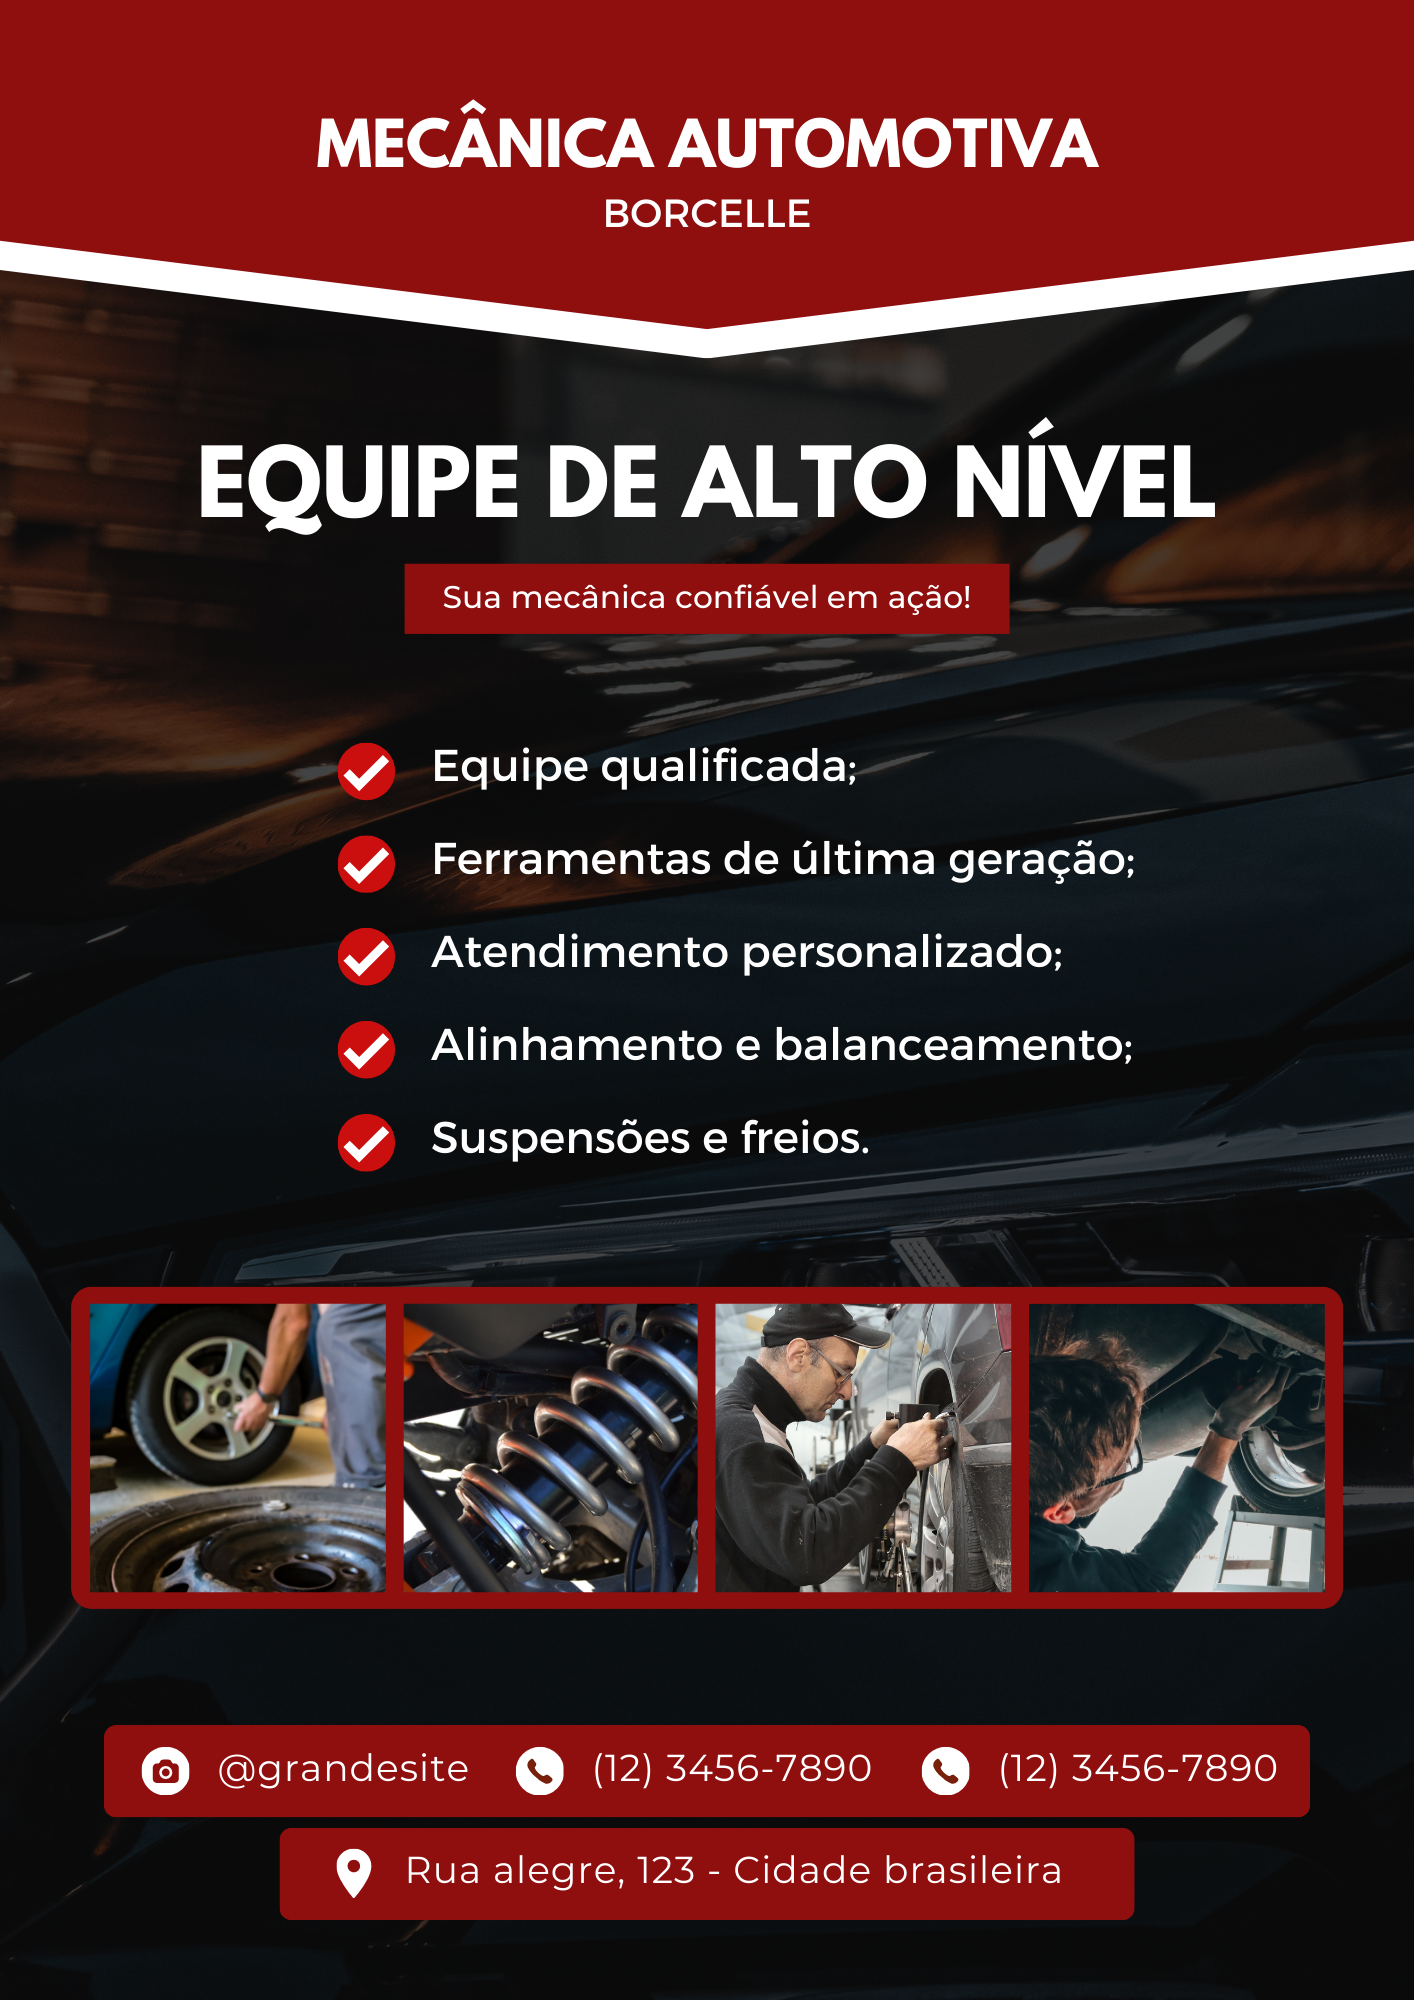 MECÂNICA AUTOMOTIVA
BORCELLE
EQUIPE DE ALTO NÍVEL
Sua mecânica confiável em ação!
Equipe qualificada;
Ferramentas de última geração;
Atendimento personalizado;
Alinhamento e balanceamento;
Suspensões e freios.
@grandesite (12) 3456-7890 (12) 3456-7890
Rua alegre, 123 - Cidade brasileira